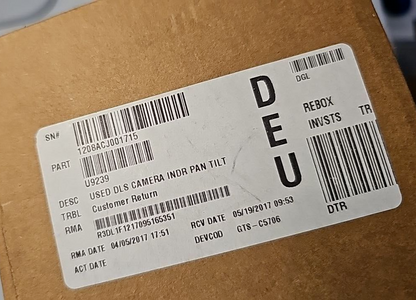 SN# 1208ACJ001715
PART U9239
DESC USED DLS CAMERA INDR PAN TILT
TRBL Customer Return
RMA R3DL1F1217095165351
RMA DATE 04/05/2017 17:51 RCV DATE 05/19/2017 09:53
ACT DATE DEVCOD GTS-C5706
DEU
DGL
REBOX
INVSTS TR
DTR